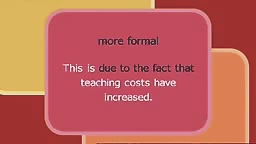 more formal
This is due to the fact that
teaching costs have
increased.